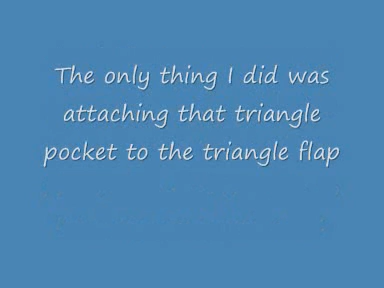 The only thing I did was
attaching that triangle
pocket to the triangle flap